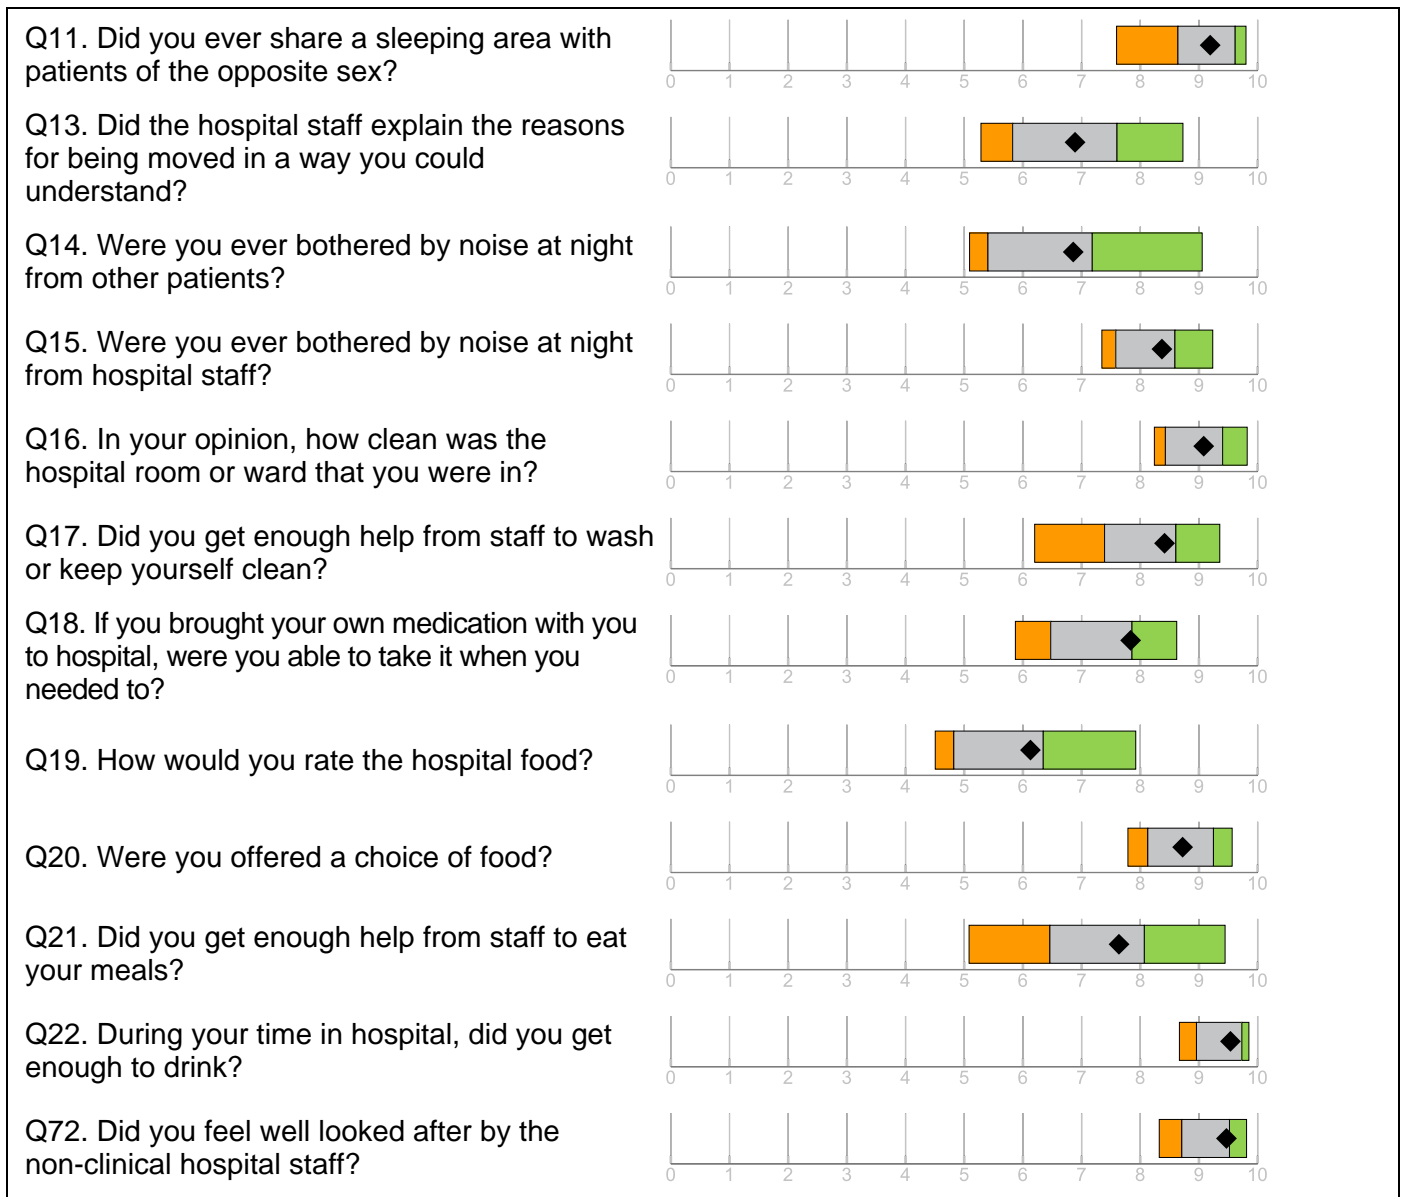 Q11. Did you ever share a sleeping area with
patients of the opposite sex?
0 1 2 3 4 5 6 7 8 9 10
Q13. Did the hospital staff explain the reasons
for being moved in a way you could
understand?
0 1 2 3 4 5 6 7 8 9 10
Q14. Were you ever bothered by noise at night
from other patients?
0 1 2 3 4 5 6 7 8 9 10
Q15. Were you ever bothered by noise at night
from hospital staff?
0 1 2 3 4 5 6 7 8 9 10
Q16. In your opinion, how clean was the
hospital room or ward that you were in?
0 1 2 3 4 5 6 7 8 9 10
Q17. Did you get enough help from staff to wash
or keep yourself clean?
0 1 2 3 4 5 6 7 8 9 10
Q18. If you brought your own medication with you
to hospital, were you able to take it when you
needed to?
0 1 2 3 4 5 6 7 8 9 10
Q19. How would you rate the hospital food?
0 1 2 3 4 5 6 7 8 9 10
Q20. Were you offered a choice of food?
0 1 2 3 4 5 6 7 8 9 10
Q21. Did you get enough help from staff to eat
your meals?
0 1 2 3 4 5 6 7 8 9 10
Q22. During your time in hospital, did you get
enough to drink?
0 1 2 3 4 5 6 7 8 9 10
Q72. Did you feel well looked after by the
non-clinical hospital staff?
0 1 2 3 4 5 6 7 8 9 10